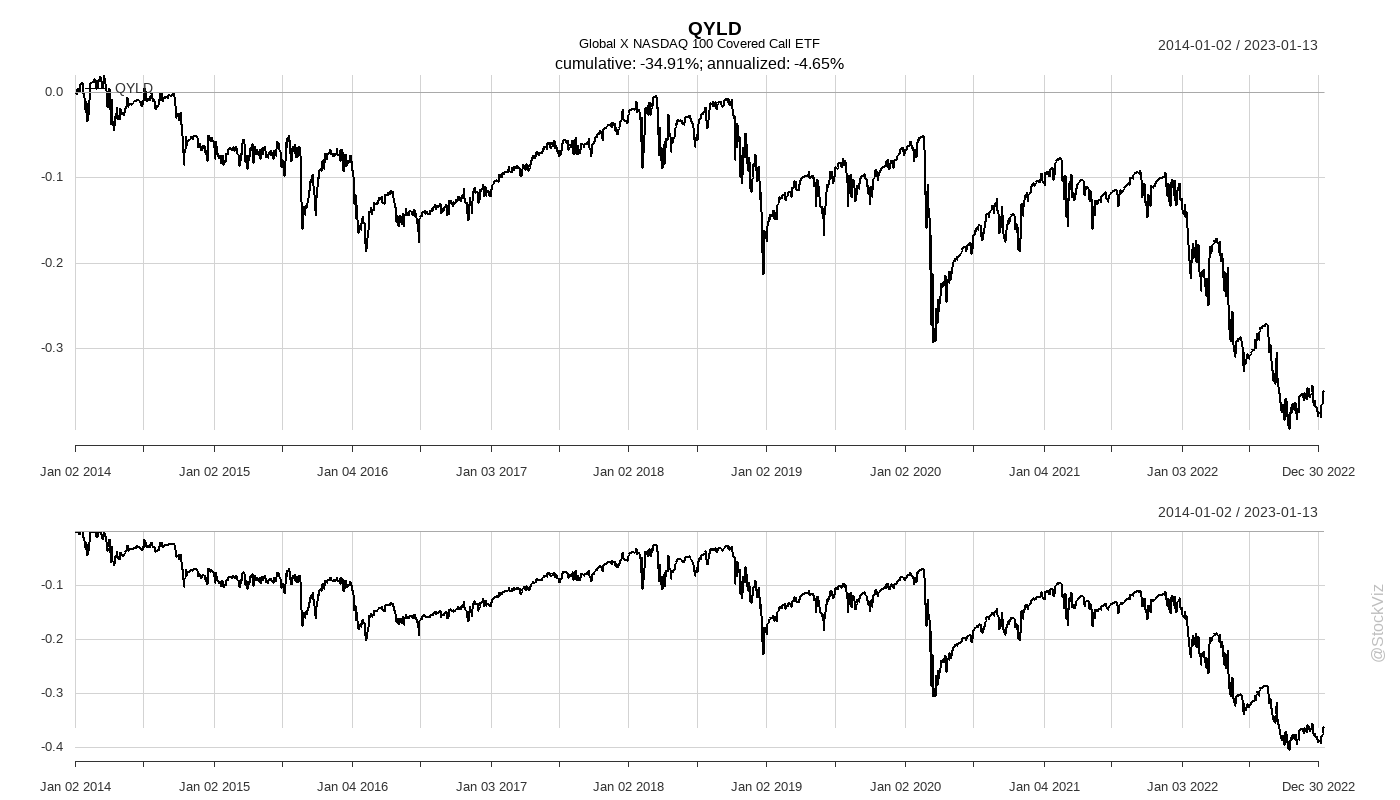 QYLD
Global X NASDAQ 100 Covered Call ETF
cumulative: -34.91%; annualized: -4.65%
2014-01-02 / 2023-01-13
QYLD
0.0
-0.1
-0.2
-0.3
Jan 02 2014 Jan 02 2015 Jan 04 2016 Jan 03 2017 Jan 02 2018 Jan 02 2019 Jan 02 2020 Jan 04 2021 Jan 03 2022 Dec 30 2022
2014-01-02 / 2023-01-13
-0.1
-0.2
-0.3
-0.4
Jan 02 2014 Jan 02 2015 Jan 04 2016 Jan 03 2017 Jan 02 2018 Jan 02 2019 Jan 02 2020 Jan 04 2021 Jan 03 2022 Dec 30 2022
@StockViz